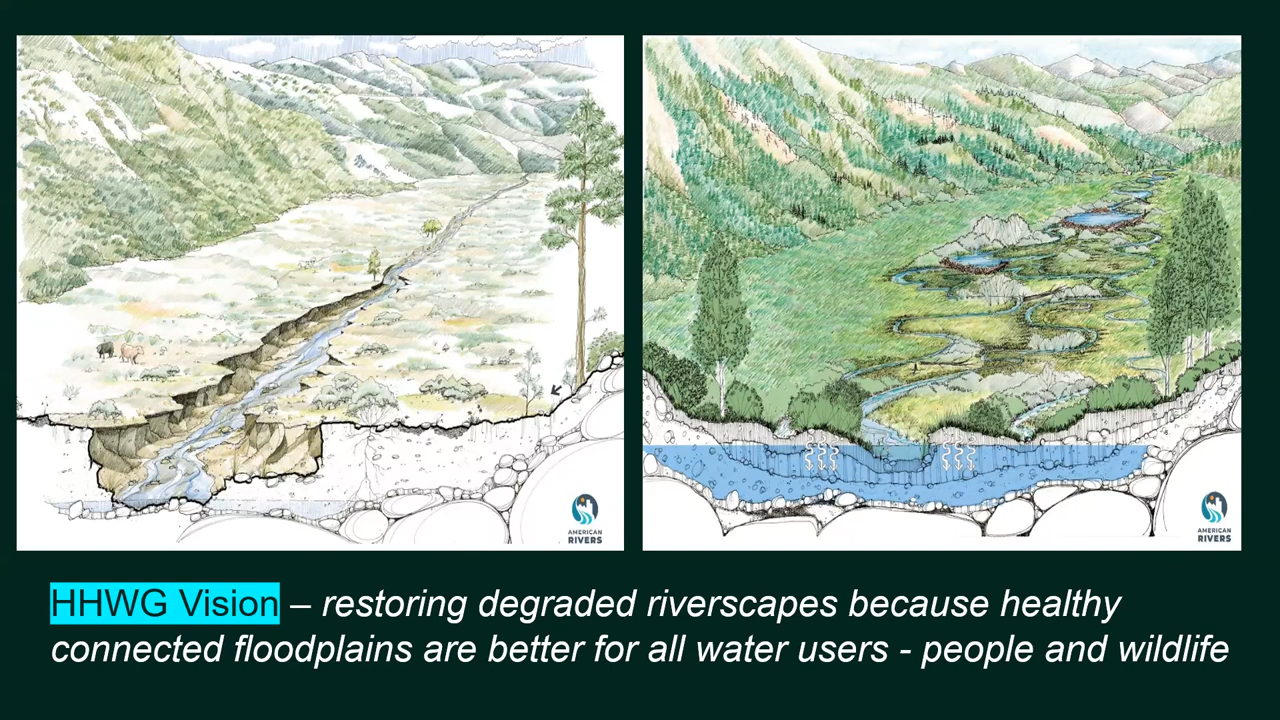 AMERICAN
RIVERS
AMERICAN
RIVERS
HHWG Vision – restoring degraded riverscapes because healthy
connected floodplains are better for all water users - people and wildlife